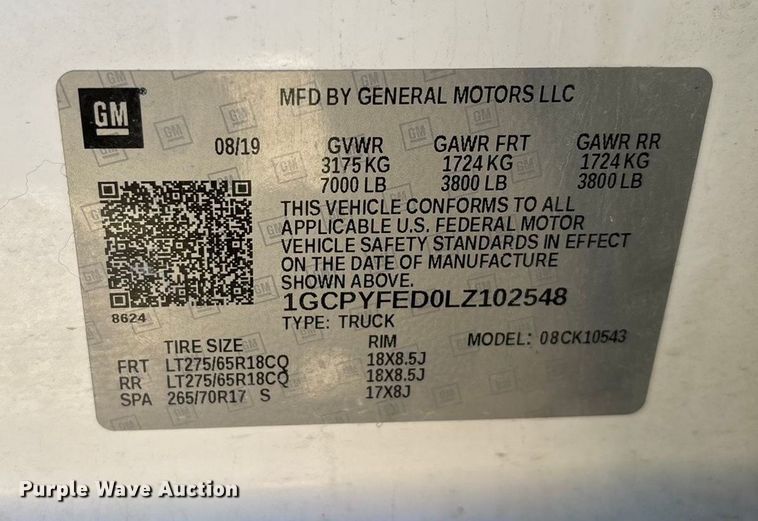 GM
MFD BY GENERAL MOTORS LLC
08/19 GVWR GAWR FRT GAWR RR
3175 KG 1724 KG 1724 KG
7000 LB 3800 LB 3800 LB
THIS VEHICLE CONFORMS TO ALL
APPLICABLE U.S. FEDERAL MOTOR
VEHICLE SAFETY STANDARDS IN EFFECT
ON THE DATE OF MANUFACTURE
SHOWN ABOVE.
8624
1GCPYFED0LZ102548
TYPE: TRUCK MODEL: 08CK10543
TIRE SIZE RIM
FRT LT275/65R18CQ 18X8.5J
RR LT275/65R18CQ 18X8.5J
SPA 265/70R17 S 17X8J
Purple Wave Auction